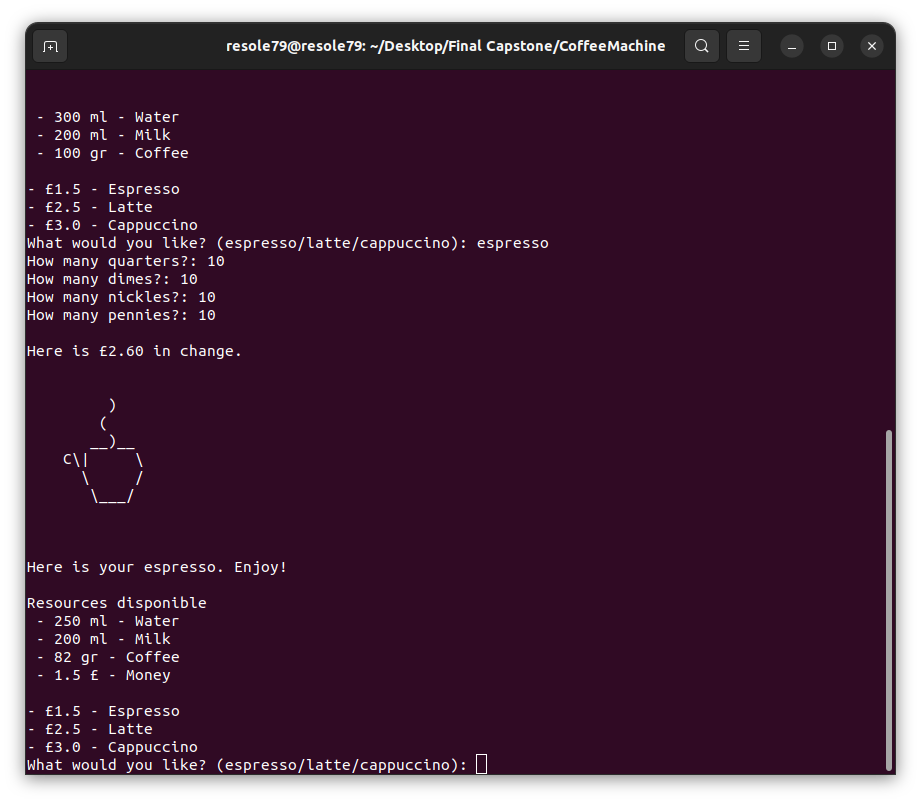 resole79@resole79: ~/Desktop/Final Capstone/CoffeeMachine
- 300 ml - Water
- 200 ml - Milk
- 100 gr - Coffee
- £1.5 - Espresso
- £2.5 - Latte
- £3.0 - Cappuccino
What would you like? (espresso/latte/cappuccino): espresso
How many quarters?: 10
How many dimes?: 10
How many nickles?: 10
How many pennies?: 10
Here is £2.60 in change.
        )
       (
      __)__
   C\|     \
     \     /
      \___/
Here is your espresso. Enjoy!
Resources disponible
- 250 ml - Water
- 200 ml - Milk
- 82 gr - Coffee
- 1.5 £ - Money
- £1.5 - Espresso
- £2.5 - Latte
- £3.0 - Cappuccino
What would you like? (espresso/latte/cappuccino):